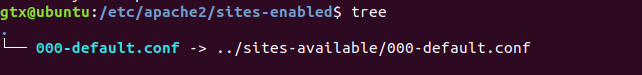 gtx@ubuntu:/etc/apache2/sites-enabled$ tree
.
└── 000-default.conf -> ../sites-available/000-default.conf